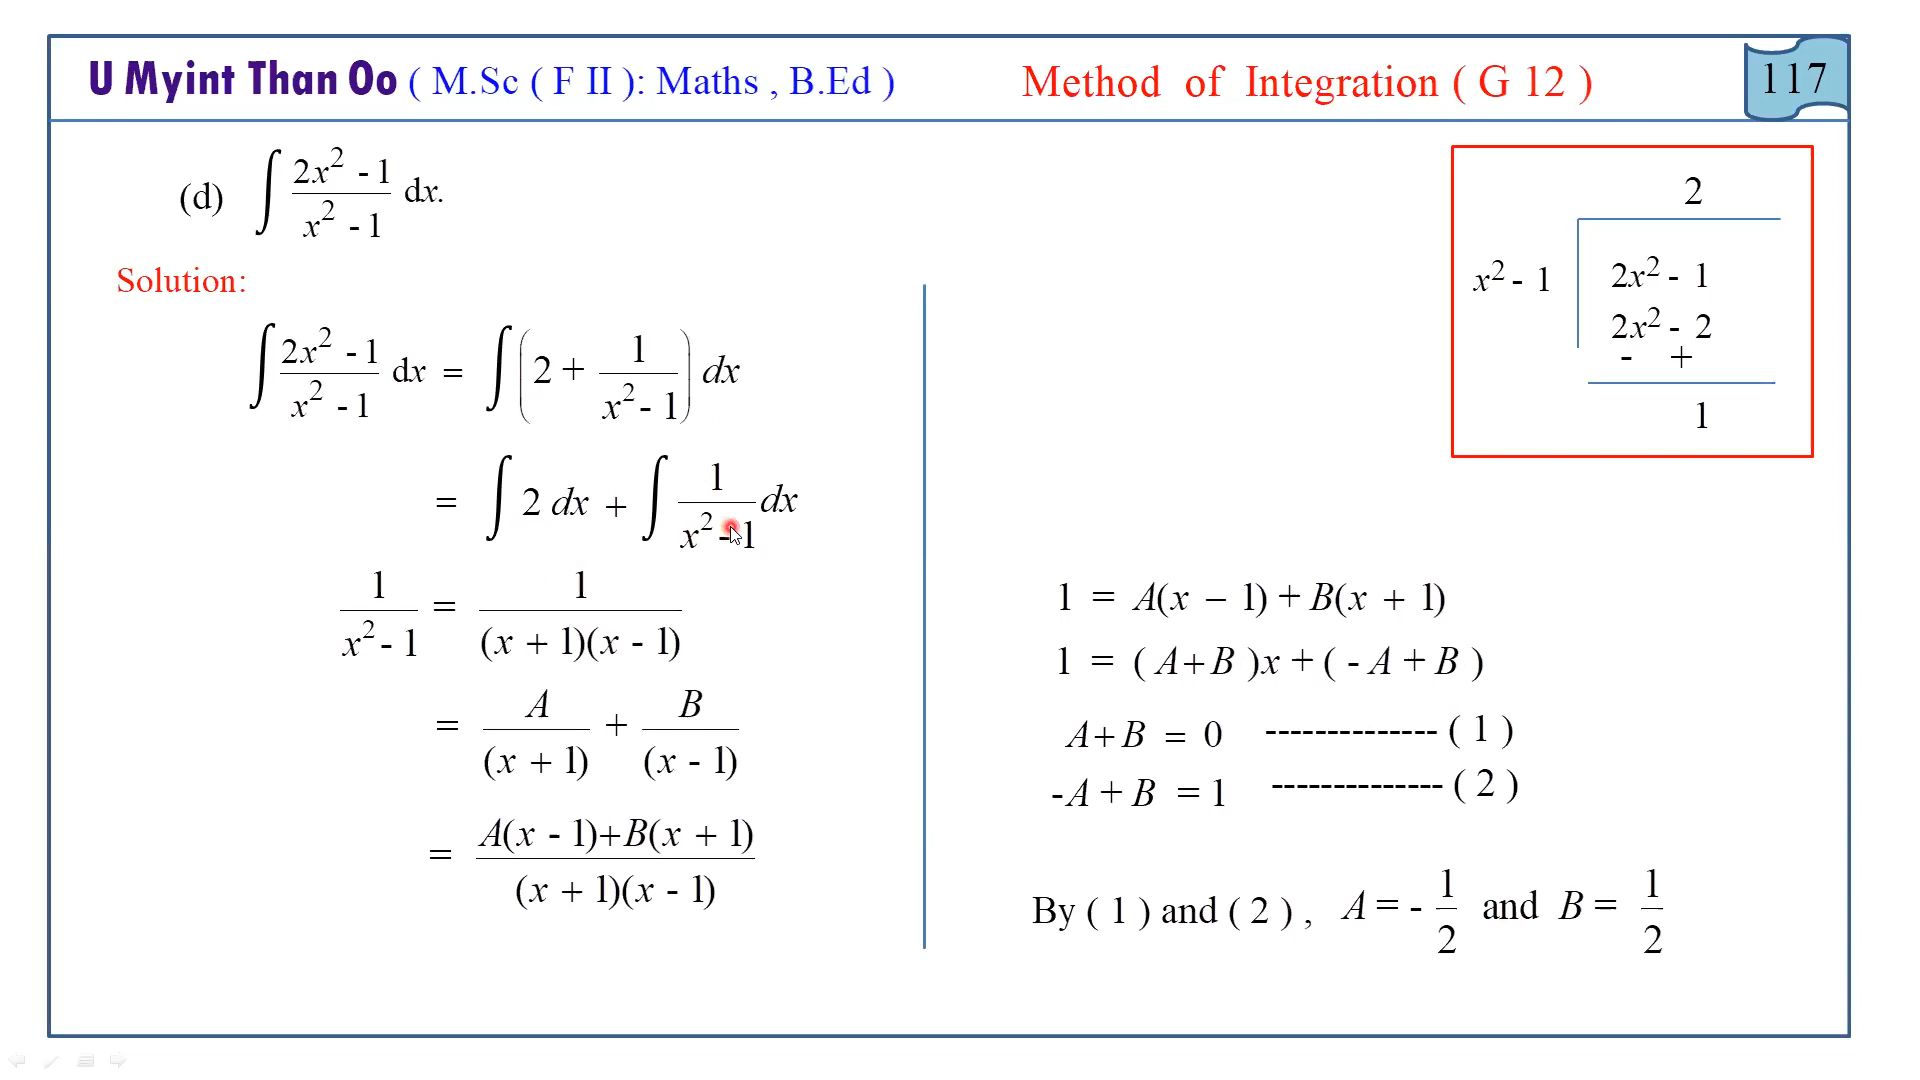 U Myint Than Oo ( M.Sc ( F II ): Maths , B.Ed ) Method of Integration ( G 12 ) 117
(d) ∫ (2x² - 1)/(x² - 1) dx.
Solution:
∫ (2x² - 1)/(x² - 1) dx = ∫ (2 + 1/(x² - 1)) dx
= ∫ 2 dx + ∫ 1/(x² - 1) dx
1/(x² - 1) = 1/((x + 1)(x - 1))
= A/(x + 1) + B/(x - 1)
= (A(x - 1)+B(x + 1))/((x + 1)(x - 1))
2
x² - 1 2x² - 1
2x² - 2
- +
1
1 = A(x − 1) + B(x + 1)
1 = ( A+B )x + ( - A + B )
A+B = 0 -------------- ( 1 )
-A + B = 1 -------------- ( 2 )
By ( 1 ) and ( 2 ) , A = - 1/2 and B = 1/2